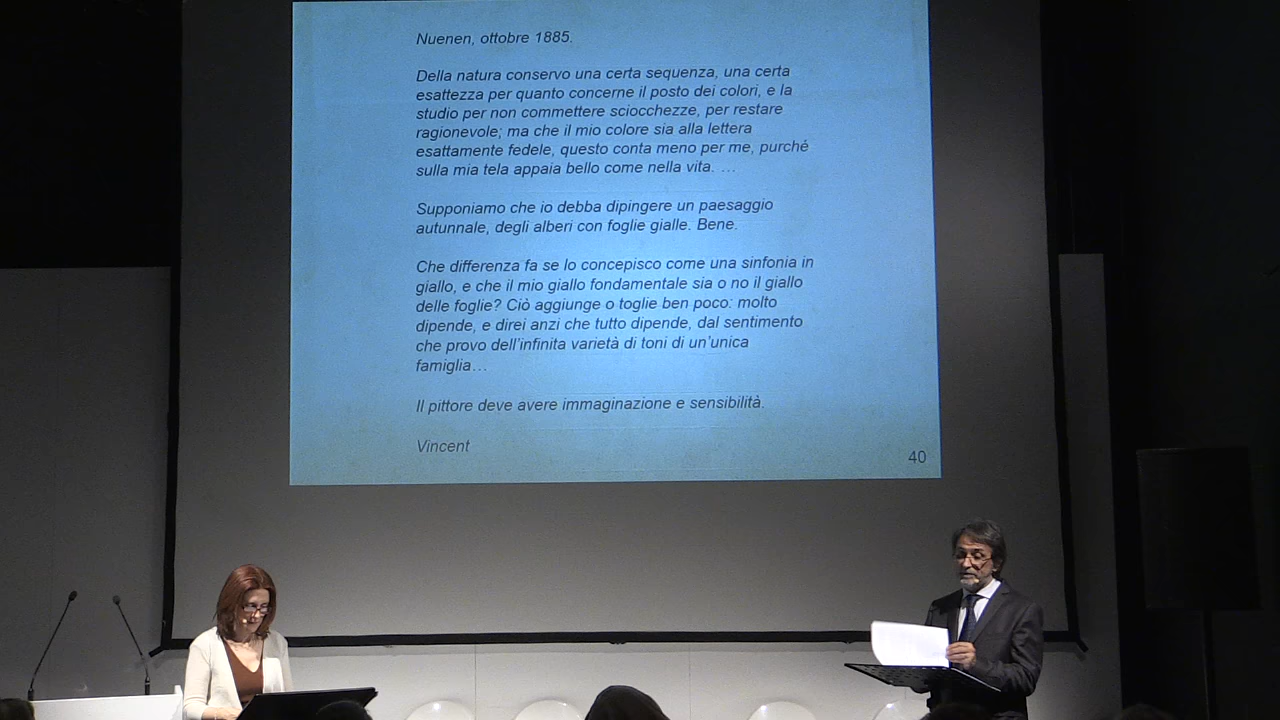 Nuenen, ottobre 1885.
Della natura conservo una certa sequenza, una certa
esattezza per quanto concerne il posto dei colori, e la
studio per non commettere sciocchezze, per restare
ragionevole; ma che il mio colore sia alla lettera
esattamente fedele, questo conta meno per me, purché
sulla mia tela appaia bello come nella vita. …
Supponiamo che io debba dipingere un paesaggio
autunnale, degli alberi con foglie gialle. Bene.
Che differenza fa se lo concepisco come una sinfonia in
giallo, e che il mio giallo fondamentale sia o no il giallo
delle foglie? Ciò aggiunge o toglie ben poco: molto
dipende, e direi anzi che tutto dipende, dal sentimento
che provo dell'infinita varietà di toni di un'unica
famiglia…
Il pittore deve avere immaginazione e sensibilità.
Vincent
40